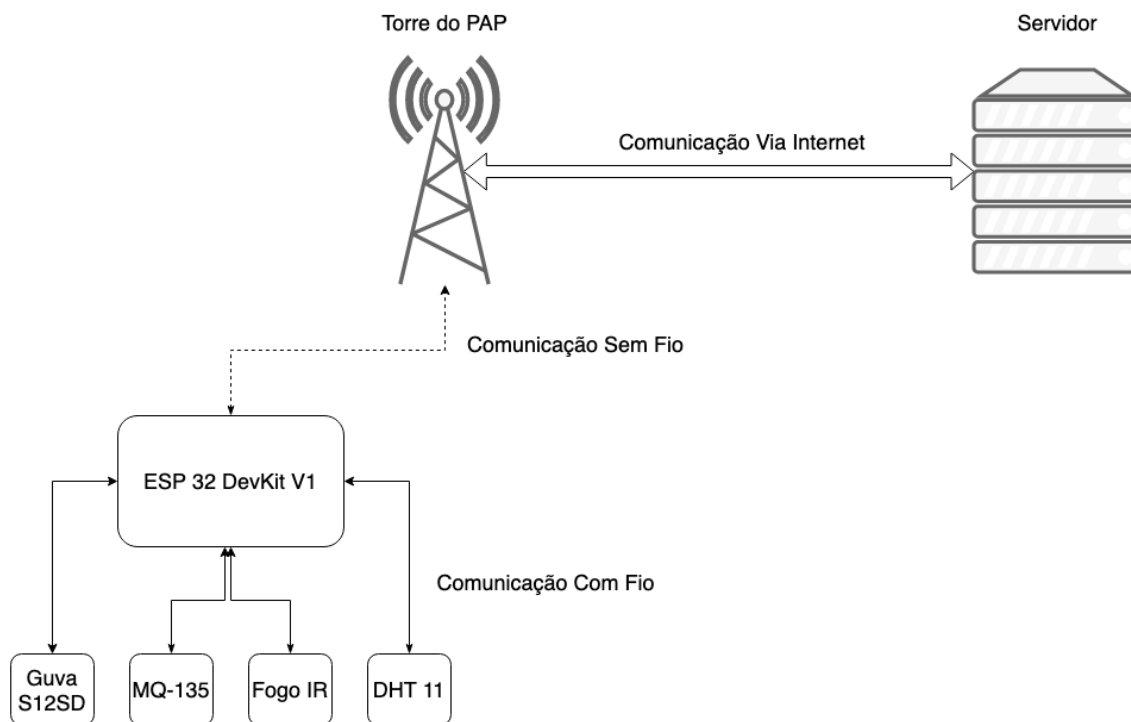 Torre do PAP
Servidor
Comunicação Via Internet
Comunicação Sem Fio
ESP 32 DevKit V1
Comunicação Com Fio
Guva
S12SD
MQ-135
Fogo IR
DHT 11